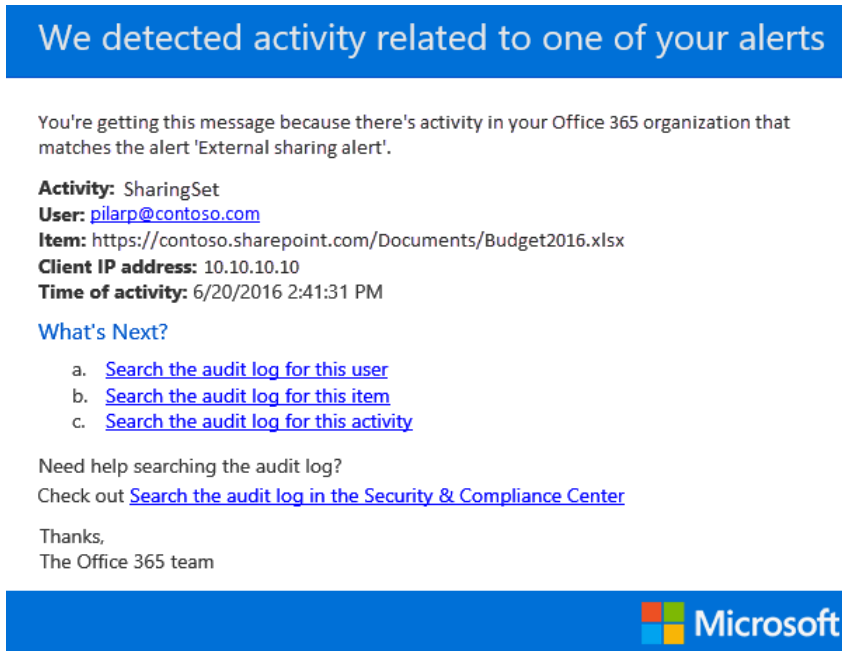 We detected activity related to one of your alerts
You're getting this message because there's activity in your Office 365 organization that
matches the alert 'External sharing alert'.
Activity: SharingSet
User: pilarp@contoso.com
Item: https://contoso.sharepoint.com/Documents/Budget2016.xlsx
Client IP address: 10.10.10.10
Time of activity: 6/20/2016 2:41:31 PM
What's Next?
a. Search the audit log for this user
b. Search the audit log for this item
c. Search the audit log for this activity
Need help searching the audit log?
Check out Search the audit log in the Security & Compliance Center
Thanks,
The Office 365 team
Microsoft